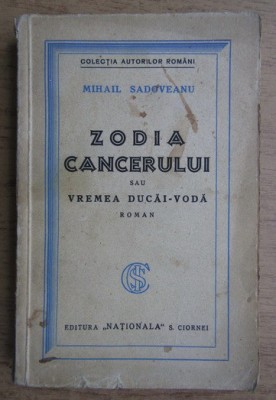 COLECȚIA AUTORILOR ROMÂNI
MIHAIL SADOVEANU
ZODIA
CANCERULUI
SAU
VREMEA DUCĂI-VODĂ
ROMAN
EDITURA „NAȚIONALA” S. CIORNEI